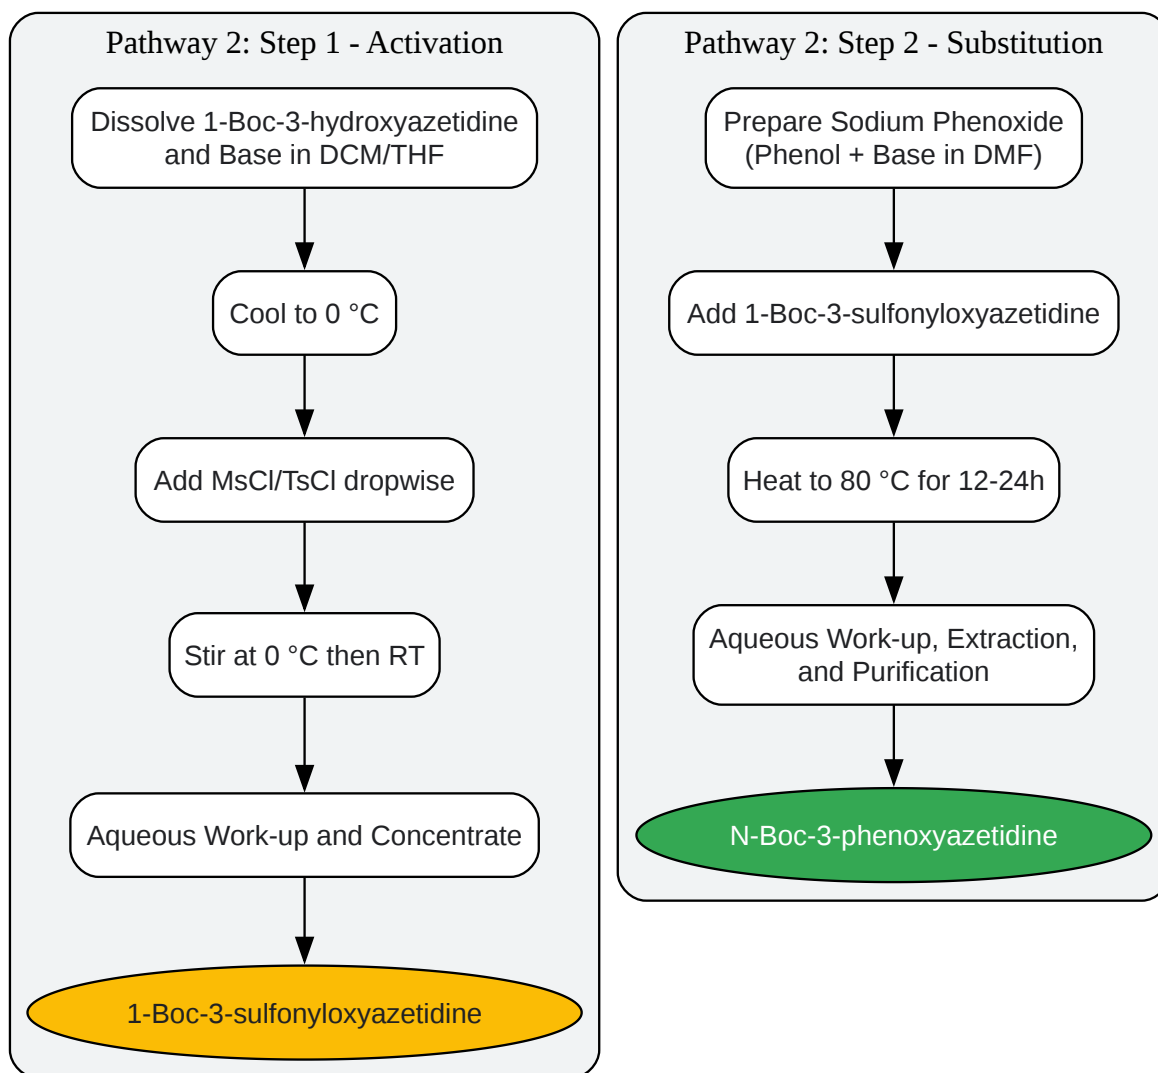 Pathway 2: Step 1 - Activation
Dissolve 1-Boc-3-hydroxyazetidine
and Base in DCM/THF
Cool to 0 °C
Add MsCl/TsCl dropwise
Stir at 0 °C then RT
Aqueous Work-up and Concentrate
1-Boc-3-sulfonyloxyazetidine
Pathway 2: Step 2 - Substitution
Prepare Sodium Phenoxide
(Phenol + Base in DMF)
Add 1-Boc-3-sulfonyloxyazetidine
Heat to 80 °C for 12-24h
Aqueous Work-up, Extraction,
and Purification
N-Boc-3-phenoxyazetidine